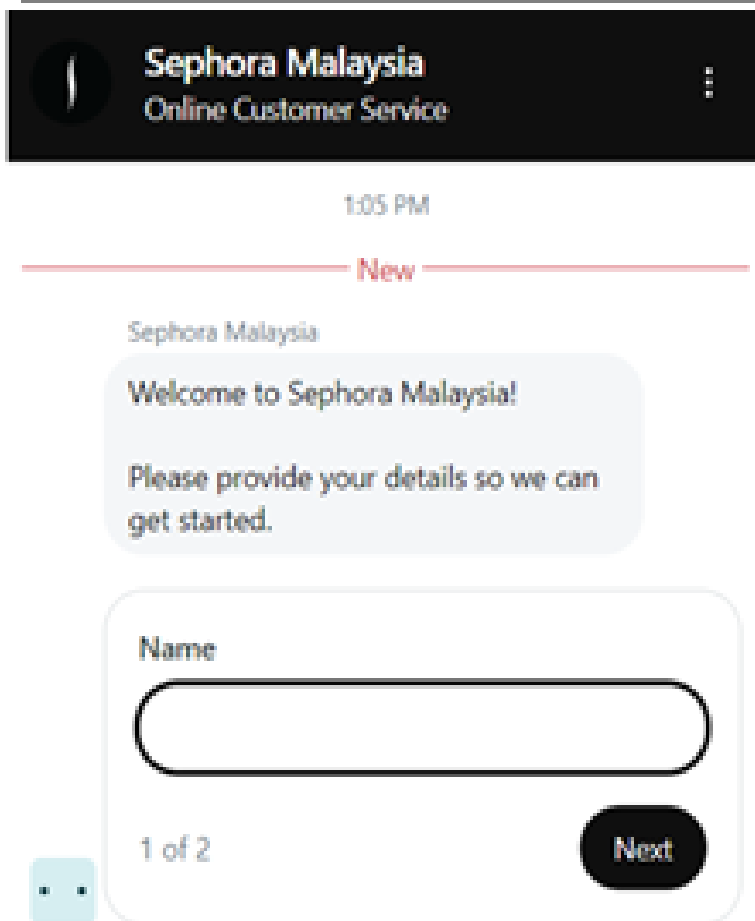 Sephora Malaysia
Online Customer Service
1:05 PM
New
Sephora Malaysia
Welcome to Sephora Malaysia!
Please provide your details so we can
get started.
Name
1 of 2
Next